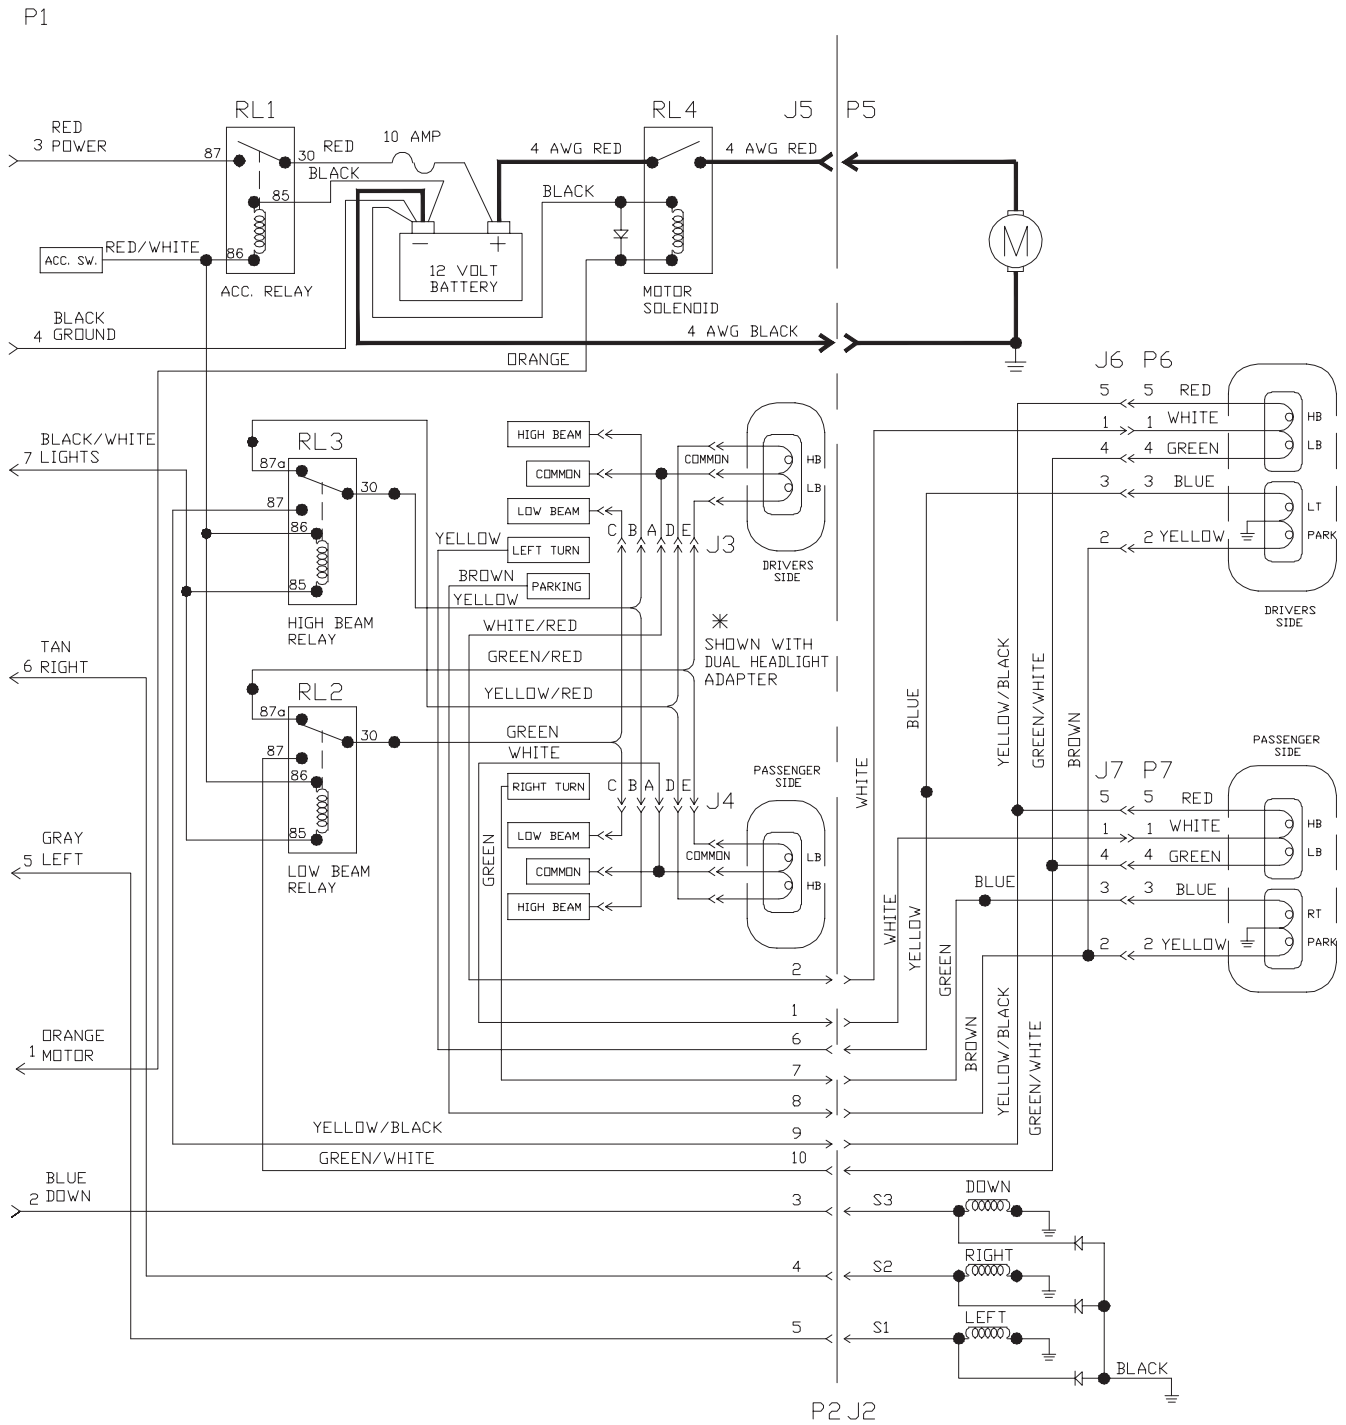 P1
RL1
RL4
J5 P5
RED
3 POWER
87
30
RED
10 AMP
BLACK
85
4 AWG RED
4 AWG RED
BLACK
M
ACC. SW.
RED/WHITE
86
− +
12 VOLT
BATTERY
ACC. RELAY
MOTOR
SOLENOID
BLACK
4 GROUND
4 AWG BLACK
ORANGE
J6 P6
5 5 RED
1 1 WHITE
4 4 GREEN
3 3 BLUE
2 2 YELLOW
HB
LB
LT
PARK
DRIVERS
SIDE
BLACK/WHITE
7 LIGHTS
RL3
87a
30
87
86
85
HIGH BEAM
RELAY
HIGH BEAM
COMMON
LOW BEAM
LEFT TURN
PARKING
COMMON
HB
LB
C B A D E
J3
DRIVERS
SIDE
YELLOW
BROWN
YELLOW
WHITE/RED
GREEN/RED
YELLOW/RED
GREEN
WHITE
✳
SHOWN WITH
DUAL HEADLIGHT
ADAPTER
TAN
6 RIGHT
RL2
87a
30
87
86
85
LOW BEAM
RELAY
RIGHT TURN
LOW BEAM
COMMON
HIGH BEAM
GREEN
C B A D E
J4
PASSENGER
SIDE
COMMON
LB
HB
WHITE
BLUE
YELLOW/BLACK
GREEN/WHITE
BROWN
PASSENGER
SIDE
J7 P7
5 5 RED
1 1 WHITE
4 4 GREEN
3 3 BLUE
2 2 YELLOW
HB
LB
RT
PARK
BLUE
GRAY
5 LEFT
WHITE
YELLOW
GREEN
BROWN
YELLOW/BLACK
GREEN/WHITE
2
1
6
7
8
ORANGE
1 MOTOR
YELLOW/BLACK
9
GREEN/WHITE
10
BLUE
2 DOWN
3 S3
DOWN
4 S2
RIGHT
5 S1
LEFT
BLACK
P2 J2